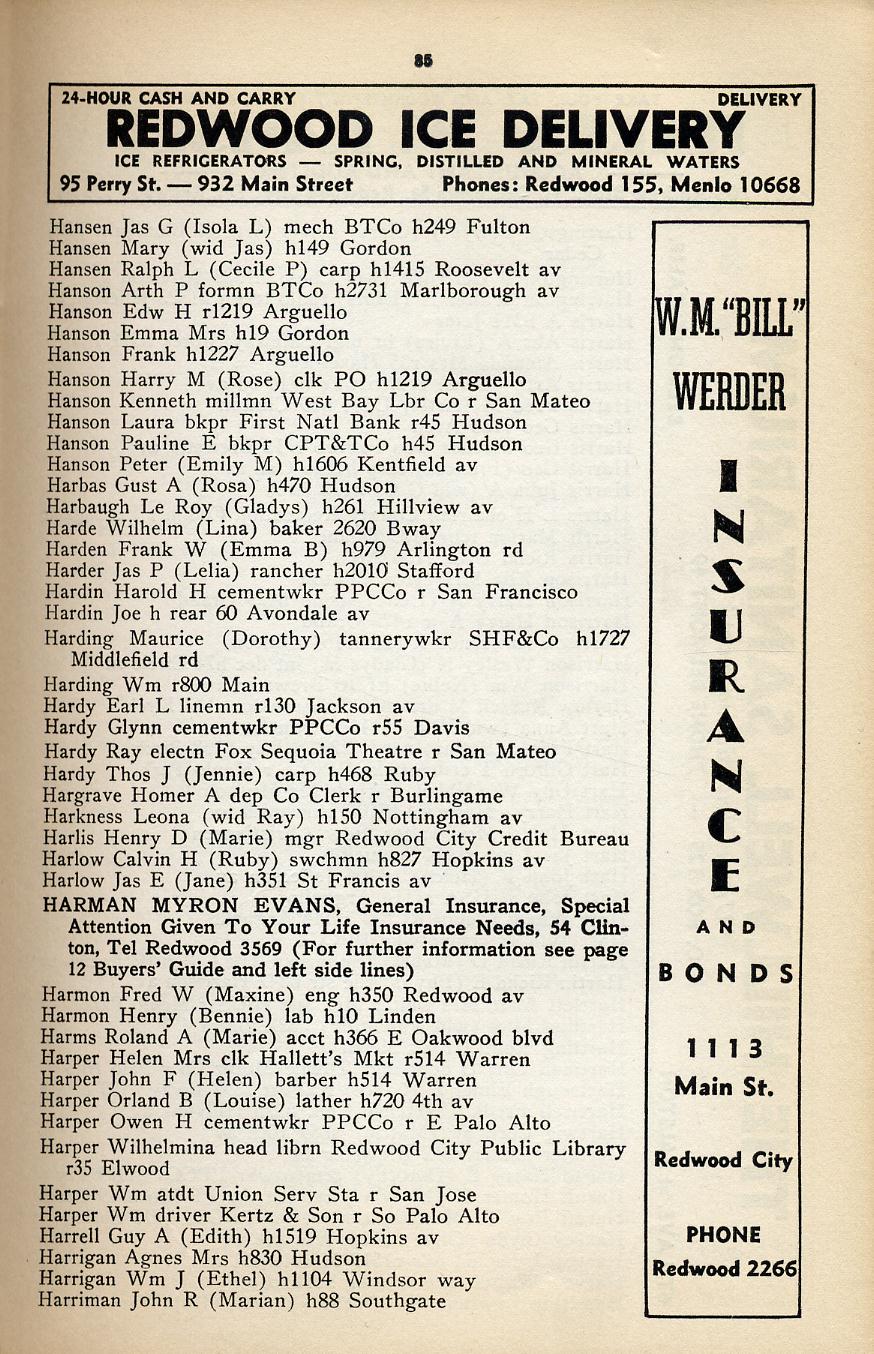 85
24-HOUR CASH AND CARRY DELIVERY
REDWOOD ICE DELIVERY
ICE REFRIGERATORS — SPRING, DISTILLED AND MINERAL WATERS
95 Perry St. — 932 Main Street Phones: Redwood 155, Menlo 10668
Hansen Jas G (Isola L) mech BTCo h249 Fulton
Hansen Mary (wid Jas) h149 Gordon
Hansen Ralph L (Cecile P) carp h1415 Roosevelt av
Hanson Arth P formn BTCo h2731 Marlborough av
Hanson Edw H r1219 Arguello
Hanson Emma Mrs h19 Gordon
Hanson Frank h1227 Arguello
Hanson Harry M (Rose) clk PO h1219 Arguello
Hanson Kenneth millmn West Bay Lbr Co r San Mateo
Hanson Laura bkpr First Natl Bank r45 Hudson
Hanson Pauline E bkpr CPT&TCo h45 Hudson
Hanson Peter (Emily M) h1606 Kentfield av
Harbas Gust A (Rosa) h470 Hudson
Harbaugh Le Roy (Gladys) h261 Hillview av
Harde Wilhelm (Lina) baker 2620 Bway
Harden Frank W (Emma B) h979 Arlington rd
Harder Jas P (Lelia) rancher h2010 Stafford
Hardin Harold H cementwkr PPCCo r San Francisco
Hardin Joe h rear 60 Avondale av
Harding Maurice (Dorothy) tannerywkr SHF&Co h1727
Middlefield rd
Harding Wm r800 Main
Hardy Earl L linemn r130 Jackson av
Hardy Glynn cementwkr PPCCo r55 Davis
Hardy Ray electn Fox Sequoia Theatre r San Mateo
Hardy Thos J (Jennie) carp h468 Ruby
Hargrave Homer A dep Co Clerk r Burlingame
Harkness Leona (wid Ray) h150 Nottingham av
Harlis Henry D (Marie) mgr Redwood City Credit Bureau
Harlow Calvin H (Ruby) swchmn h827 Hopkins av
Harlow Jas E (Jane) h351 St Francis av
HARMAN MYRON EVANS, General Insurance, Special
Attention Given To Your Life Insurance Needs, 54 Clin-
ton, Tel Redwood 3569 (For further information see page
12 Buyers' Guide and left side lines)
Harmon Fred W (Maxine) eng h350 Redwood av
Harmon Henry (Bennie) lab h10 Linden
Harms Roland A (Marie) acct h366 E Oakwood blvd
Harper Helen Mrs clk Hallett's Mkt r514 Warren
Harper John F (Helen) barber h514 Warren
Harper Orland B (Louise) lather h720 4th av
Harper Owen H cementwkr PPCCo r E Palo Alto
Harper Wilhelmina head librn Redwood City Public Library
r35 Elwood
Harper Wm atdt Union Serv Sta r San Jose
Harper Wm driver Kertz & Son r So Palo Alto
Harrell Guy A (Edith) h1519 Hopkins av
Harrigan Agnes Mrs h830 Hudson
Harrigan Wm J (Ethel) h1104 Windsor way
Harriman John R (Marian) h88 Southgate
W.M. "BILL"
WERDER
INSURANCE
AND
BONDS
1113
Main St.
Redwood City
PHONE
Redwood 2266